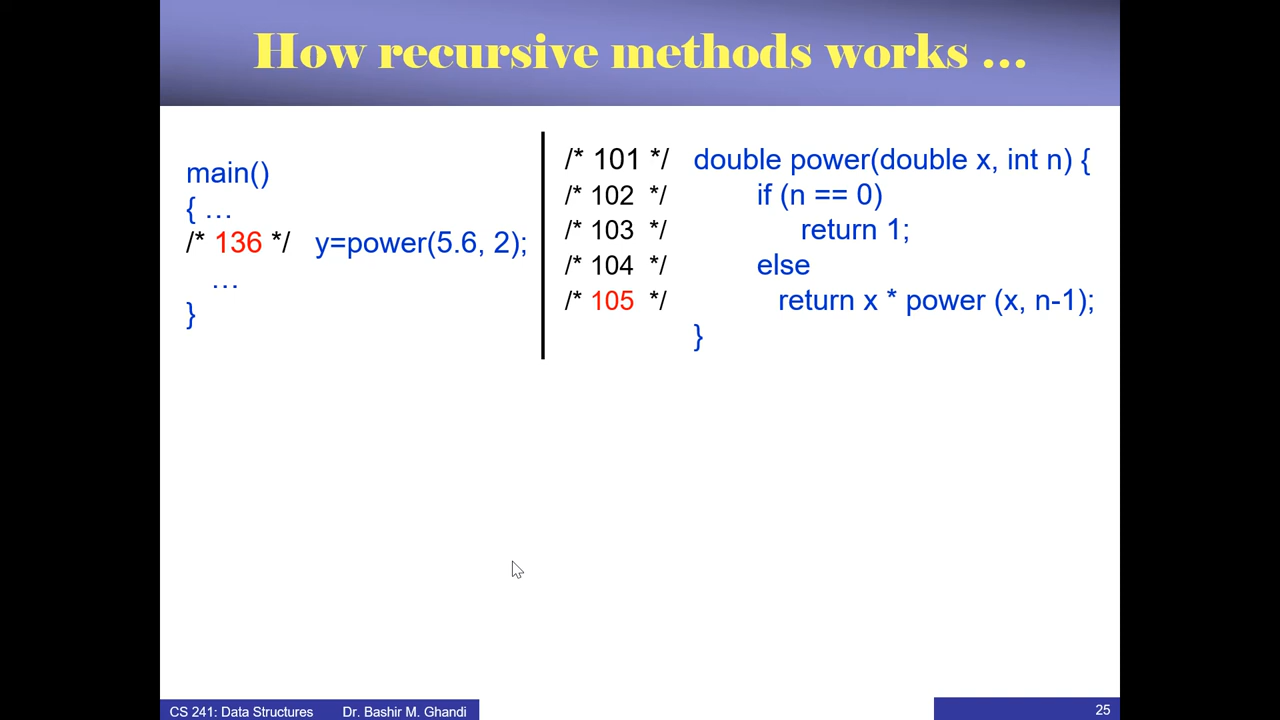 How recursive methods works ...
main()
{ ...
/* 136 */ y=power(5.6, 2);
...
}
/* 101 */ double power(double x, int n) {
/* 102 */ if (n == 0)
/* 103 */ return 1;
/* 104 */ else
/* 105 */ return x * power (x, n-1);
}
CS 241: Data Structures Dr. Bashir M. Ghandi 25